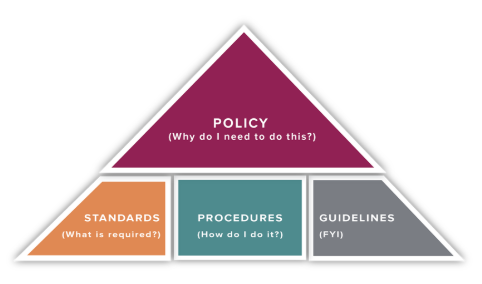 POLICY
(Why do I need to do this?)
STANDARDS
(What is required?)
PROCEDURES
(How do I do it?)
GUIDELINES
(FYI)